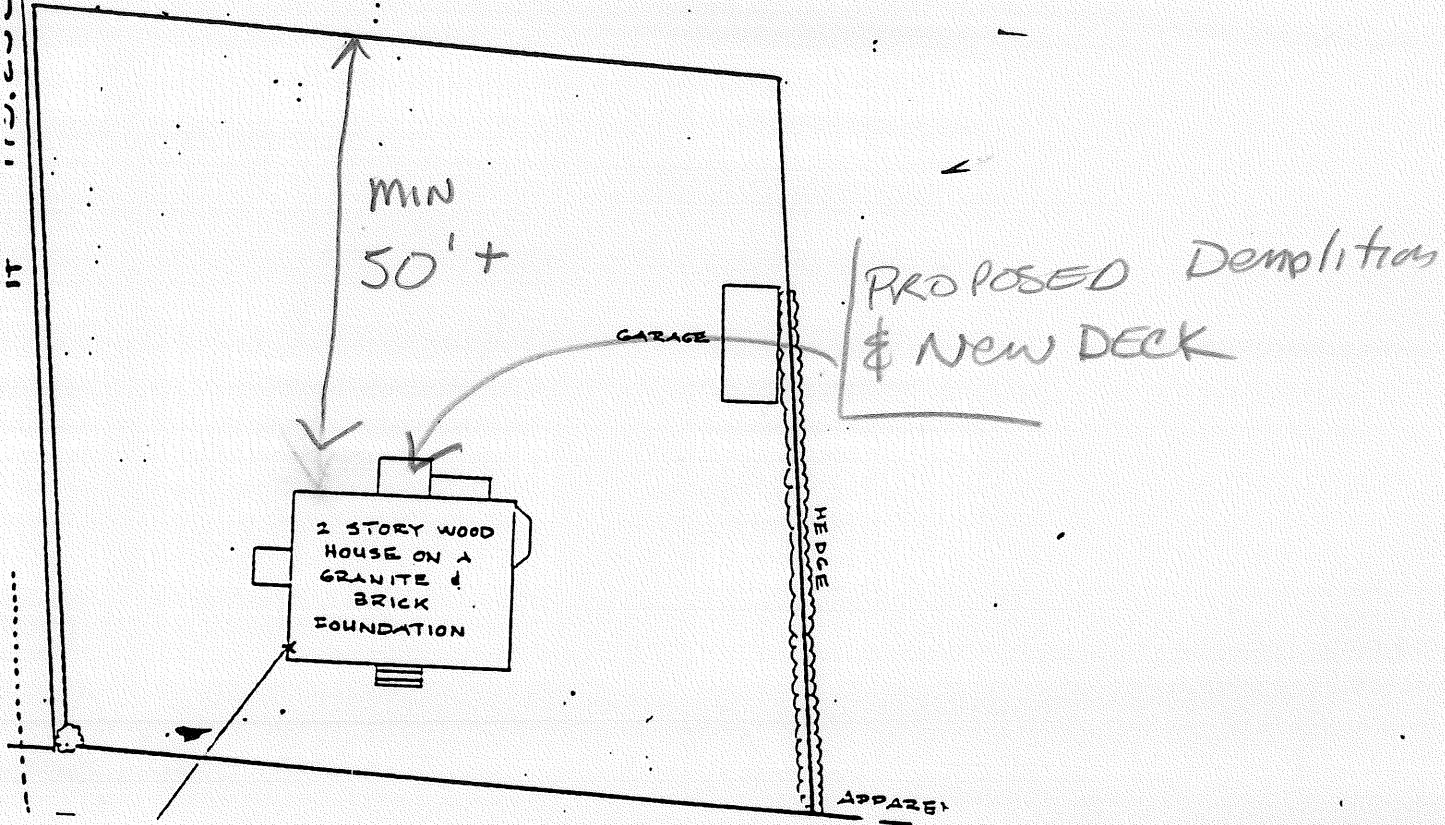 MIN
50'+
PROPOSED Demolition
& New DECK
GARAGE
2 STORY WOOD
HOUSE ON A
GRANITE &
BRICK
FOUNDATION
HEDGE